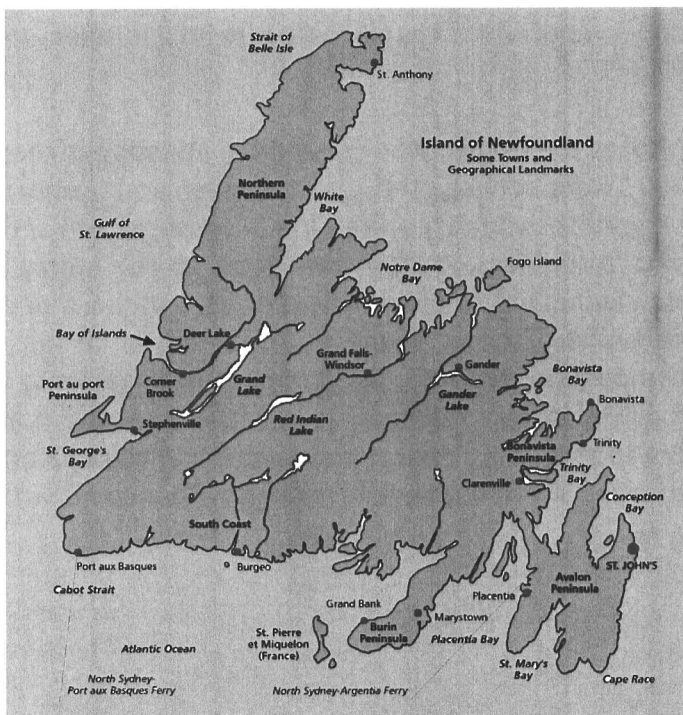 Strait of
Belle Isle
St. Anthony
Island of Newfoundland
Some Towns and
Geographical Landmarks
Northern
Peninsula
White
Bay
Gulf of
St. Lawrence
Notre Dame
Bay
Fogo Island
Bay of Islands
Deer Lake
Corner
Brook
Grand
Lake
Grand Falls-
Windsor
Gander
Gander
Lake
Bonavista
Bay
Bonavista
Port au port
Peninsula
Stephenville
Red Indian
Lake
St. George's
Bay
Bonavista
Peninsula
Trinity
Trinity
Bay
Clarenville
Conception
Bay
South Coast
Port aux Basques
Burgeo
ST. JOHN'S
Cabot Strait
Placentia
Avalon
Peninsula
Grand Bank
Marystown
Burin
Peninsula
Placentia Bay
St. Pierre
et Miquelon
(France)
Atlantic Ocean
St. Mary's
Bay
Cape Race
North Sydney-
Port aux Basques Ferry
North Sydney-Argentia Ferry